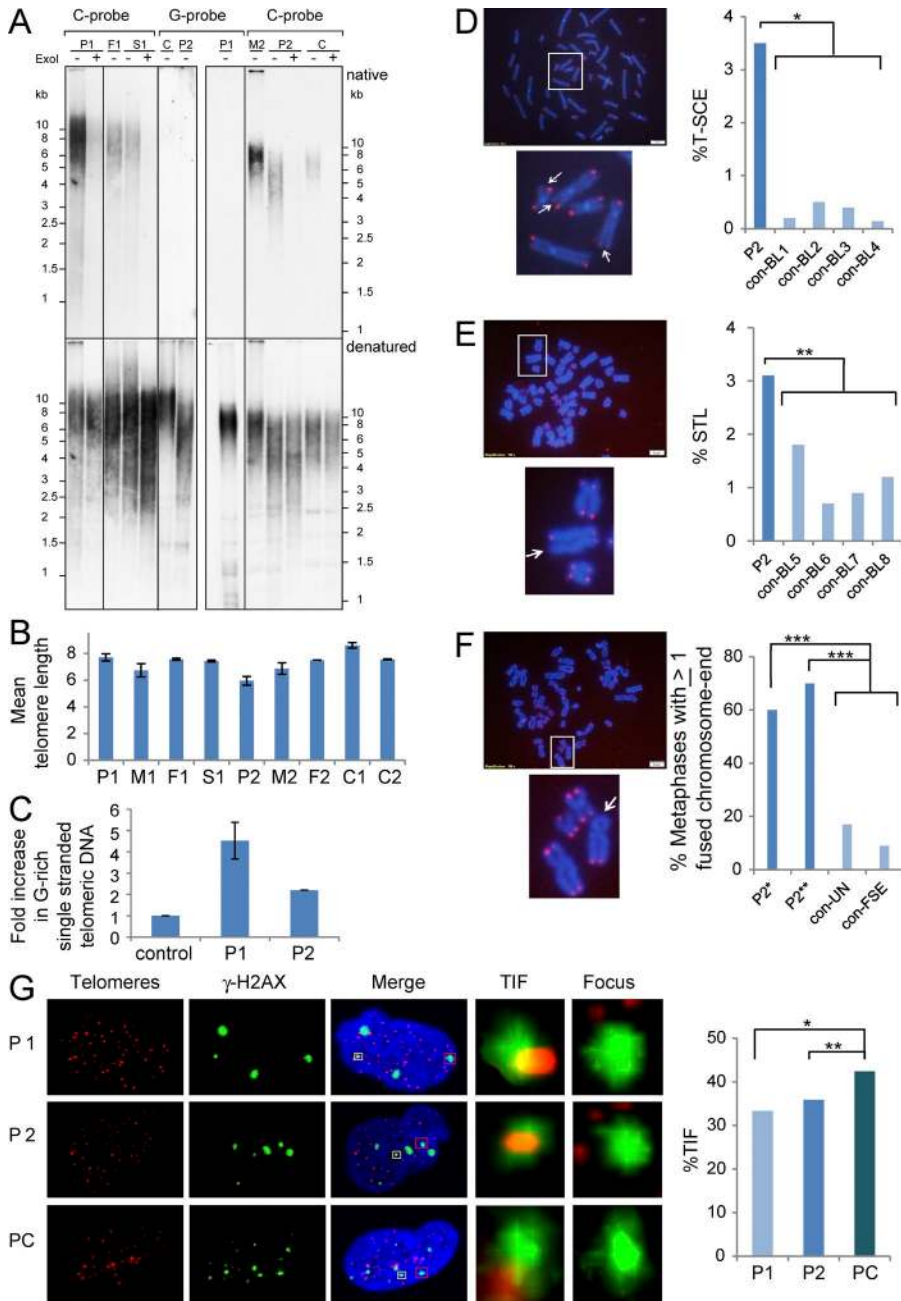 A
C-probe
G-probe
C-probe
P1
F1
S1
C
P2
P1
M2
P2
C
ExoI
-
+
-
-
+
-
-
-
-
-
+
-
+
kb
native
kb
10
8
6
5
4
3
2.5
2
1.5
1
10
8
6
5
4
3
2.5
2
1.5
1
denatured
10
8
6
5
4
3
2.5
2
1.5
1
10
8
6
5
4
3
2.5
2
1.5
1
B
Mean telomere length
8
6
4
2
0
P1 M1 F1 S1 P2 M2 F2 C1 C2
C
Fold increase in G-rich single stranded telomeric DNA
6
5
4
3
2
1
0
control P1 P2
D
%T-SCE
4
3
2
1
0
*
P2 con-BL1 con-BL2 con-BL3 con-BL4
E
% STL
4
3
2
1
0
**
P2 con-BL5 con-BL6 con-BL7 con-BL8
F
% Metaphases with > 1 fused chromosome-end
80
60
40
20
0
***
***
P2* P2** con-UN con-FSE
G
Telomeres γ-H2AX Merge TIF Focus
P 1
P 2
PC
%TIF
50
40
30
20
10
0
*
**
P1 P2 PC